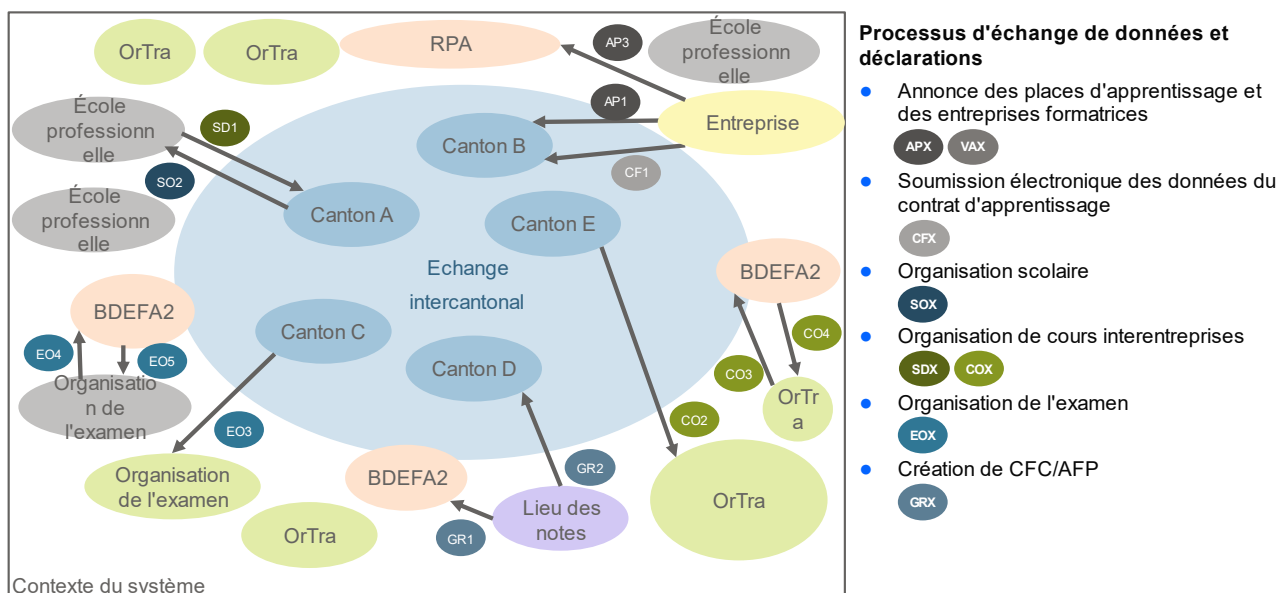 OrTra
OrTra
RPA
AP3
École
professionn
elle
École
professionn
elle
SD1
SO2
AP1
Entreprise
Canton B
CF1
École
professionn
elle
Canton A
Canton E
Echange
intercantonal
BDEFA2
BDEFA2
Canton C
CO4
EO4
EO5
Canton D
CO3
Organisatio
n de
l'examen
OrTr
a
EO3
CO2
Organisation
de l'examen
BDEFA2
GR2
OrTra
Lieu des
notes
OrTra
GR1
Contexte du système
Processus d'échange de données et
déclarations
Annonce des places d'apprentissage et
des entreprises formatrices
APX VAX
Soumission électronique des données du
contrat d'apprentissage
CFX
Organisation scolaire
SOX
Organisation de cours interentreprises
SDX COX
Organisation de l'examen
EOX
Création de CFC/AFP
GRX